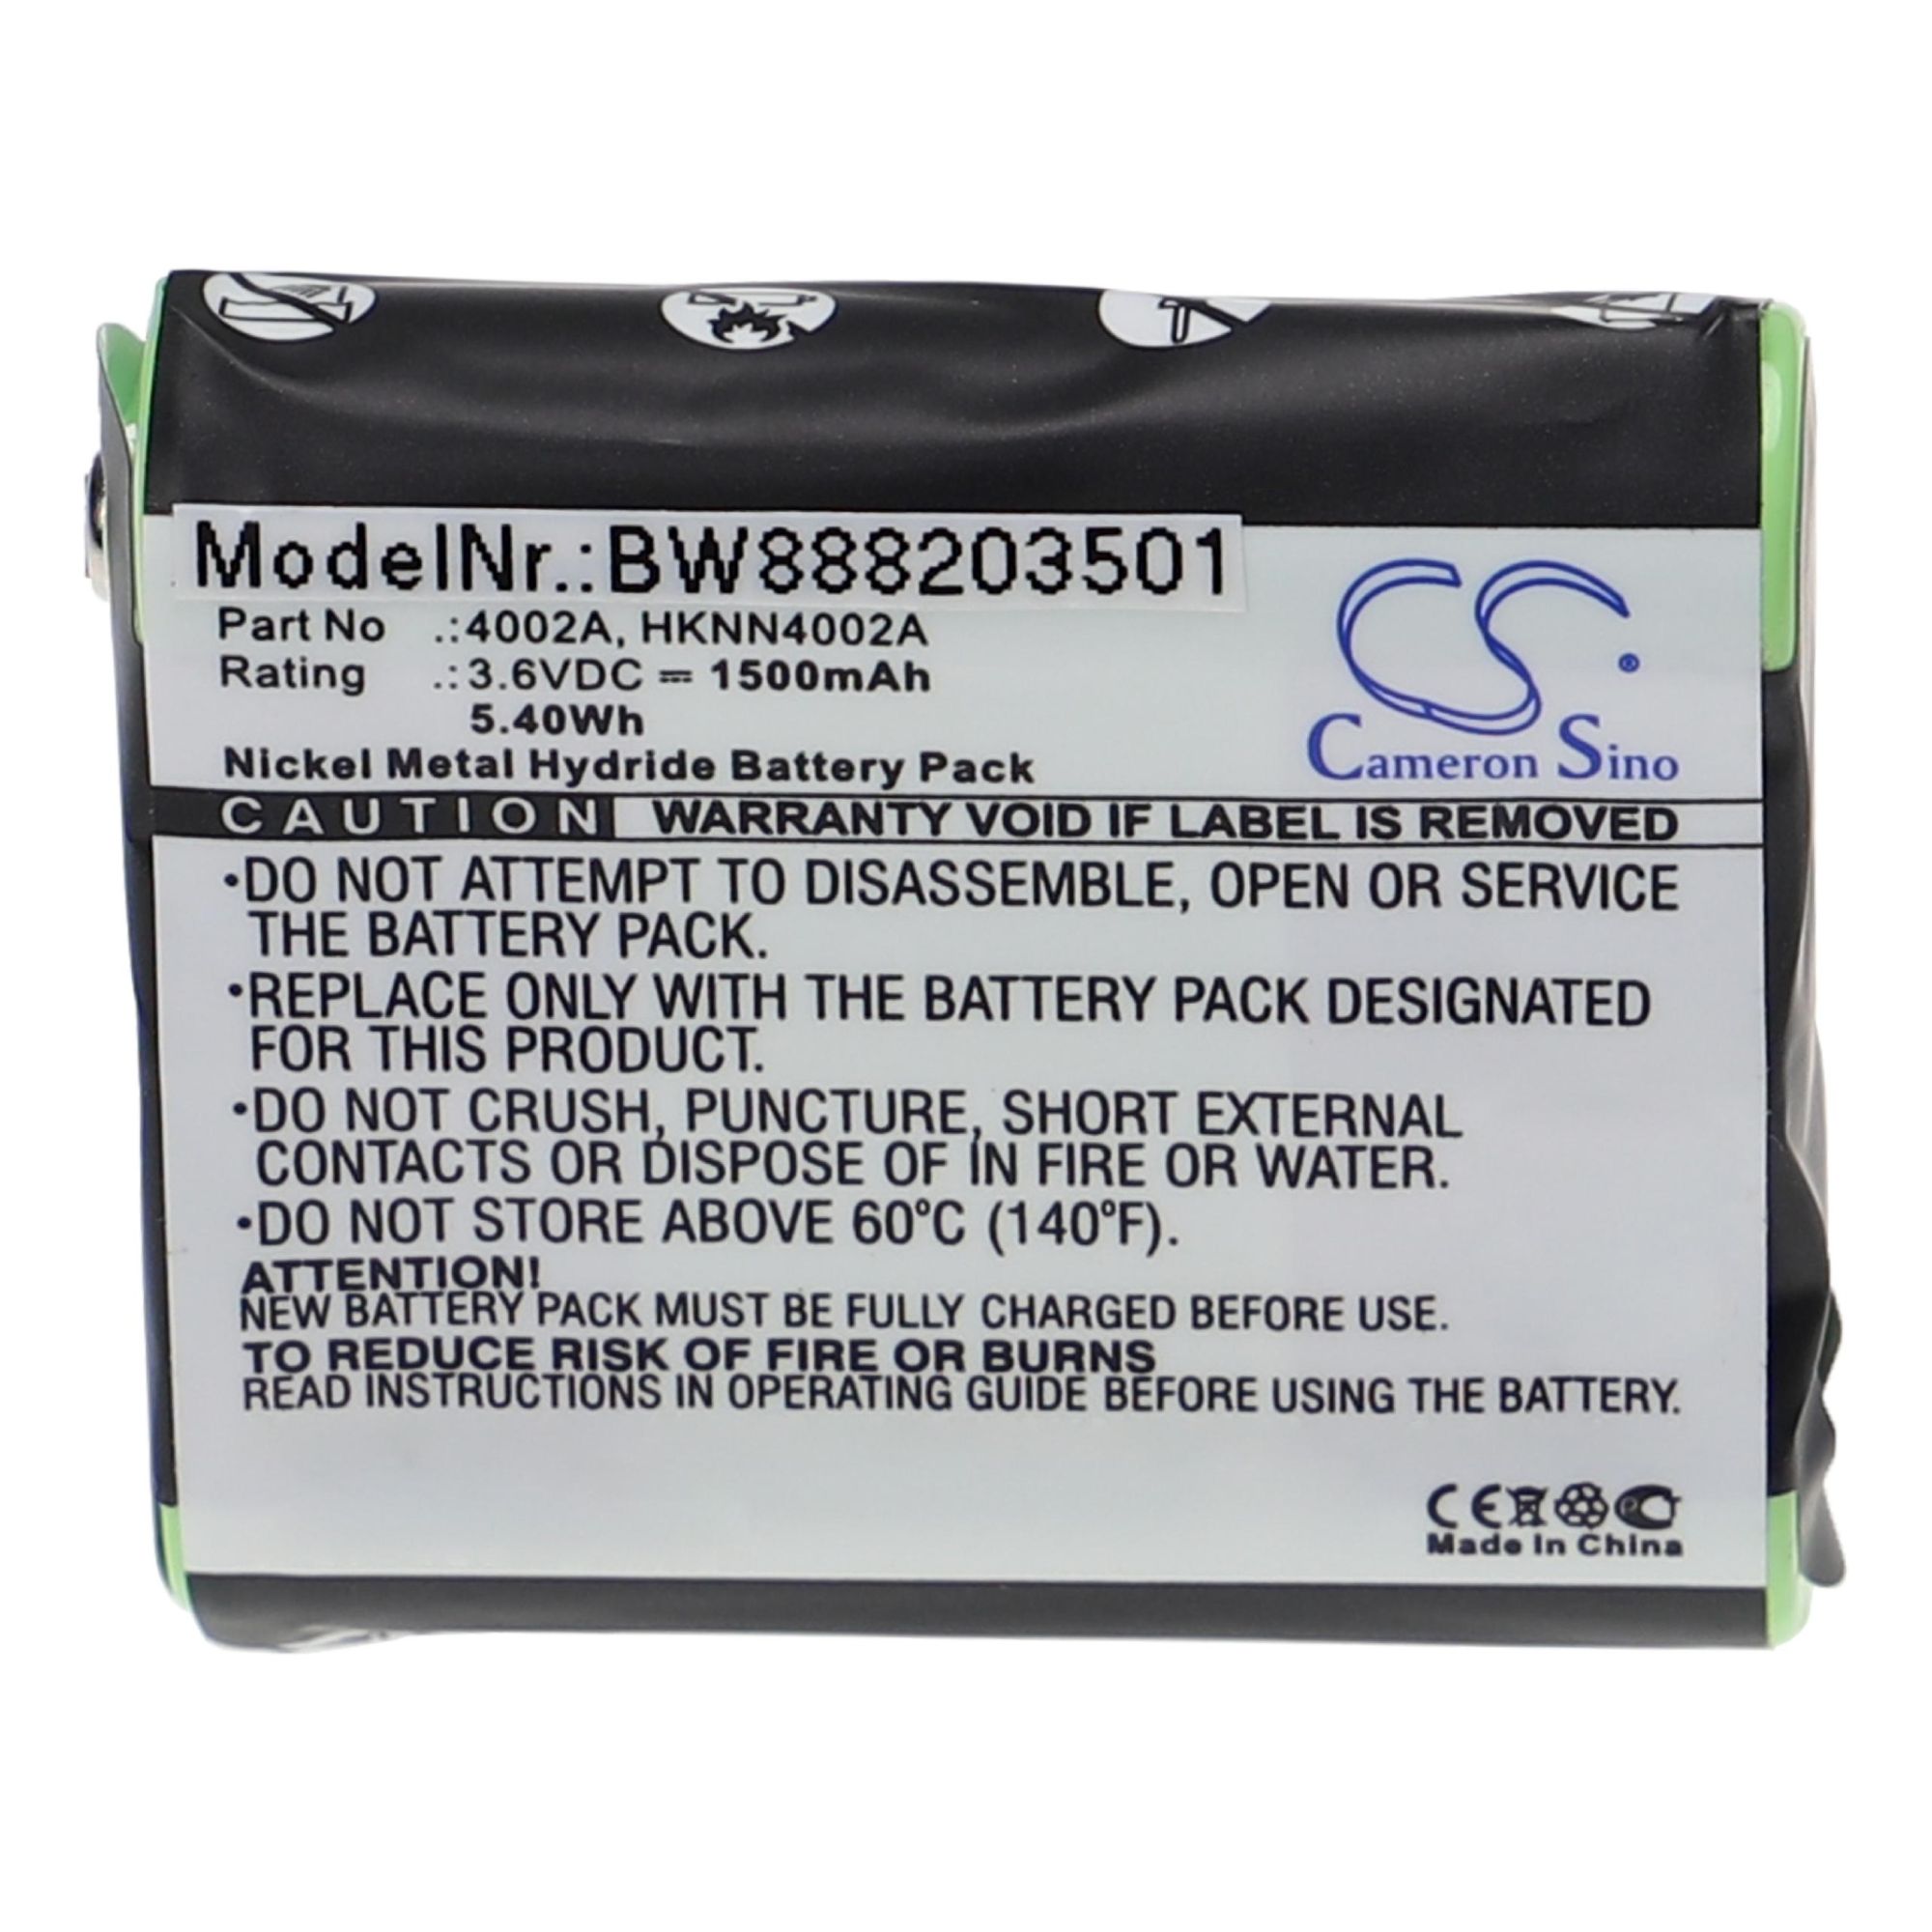 ModelNr.:BW888203501
Part No .:4002A, HKNN4002A
Rating .:3.6VDC ⎓ 1500mAh
5.40Wh
Nickel Metal Hydride Battery Pack
CS®
Cameron Sino
CAUTION WARRANTY VOID IF LABEL IS REMOVED
•DO NOT ATTEMPT TO DISASSEMBLE, OPEN OR SERVICE
THE BATTERY PACK.
•REPLACE ONLY WITH THE BATTERY PACK DESIGNATED
FOR THIS PRODUCT.
•DO NOT CRUSH, PUNCTURE, SHORT EXTERNAL
CONTACTS OR DISPOSE OF IN FIRE OR WATER.
•DO NOT STORE ABOVE 60°C (140°F).
ATTENTION!
NEW BATTERY PACK MUST BE FULLY CHARGED BEFORE USE.
TO REDUCE RISK OF FIRE OR BURNS
READ INSTRUCTIONS IN OPERATING GUIDE BEFORE USING THE BATTERY.
CE
Made In China